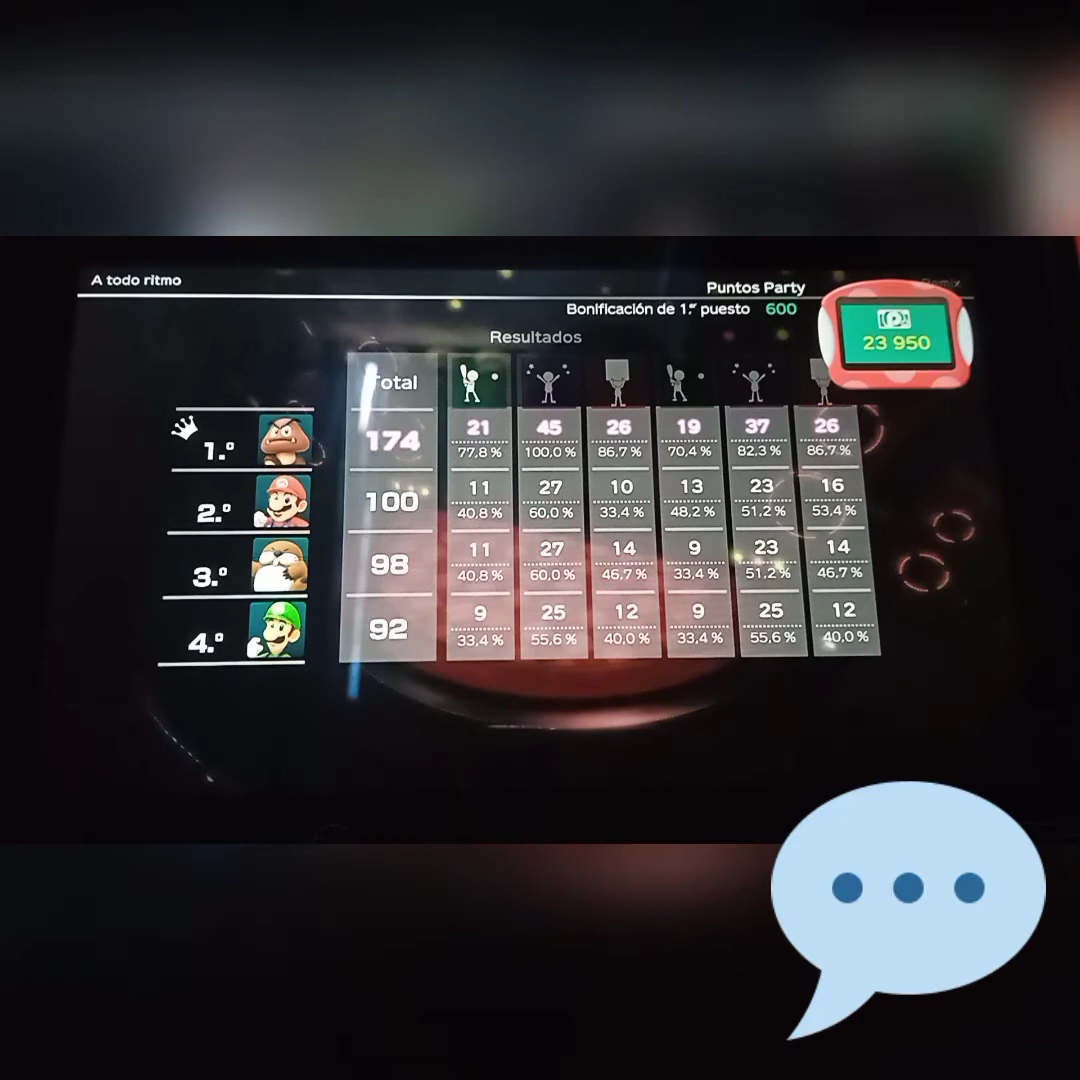 A todo ritmo
Puntos Party
Bonificación de 1.er puesto 600
23 950
Resultados
Total
1.º 174 21 45 26 19 37 26
77,8 % 100,0 % 86,7 % 70,4 % 82,3 % 86,7 %
2.º 100 11 27 10 13 23 16
40,8 % 60,0 % 33,4 % 48,2 % 51,2 % 53,4 %
3.º 98 11 27 14 9 23 14
40,8 % 60,0 % 46,7 % 33,4 % 51,2 % 46,7 %
4.º 92 9 25 12 9 25 12
33,4 % 55,6 % 40,0 % 33,4 % 55,6 % 40,0 %